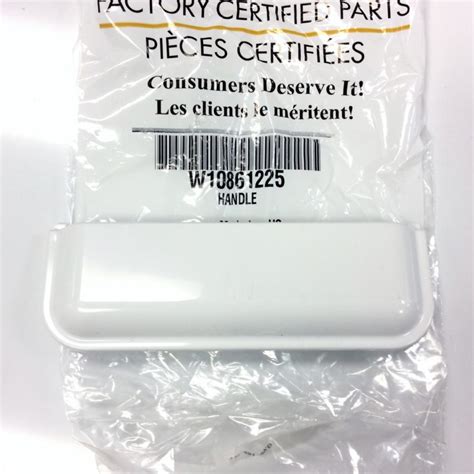 FACTORY CERTIFIED PARTS
PIÈCES CERTIFIÉES
Consumers Deserve It!
Les clients le méritent!
W10861225
HANDLE